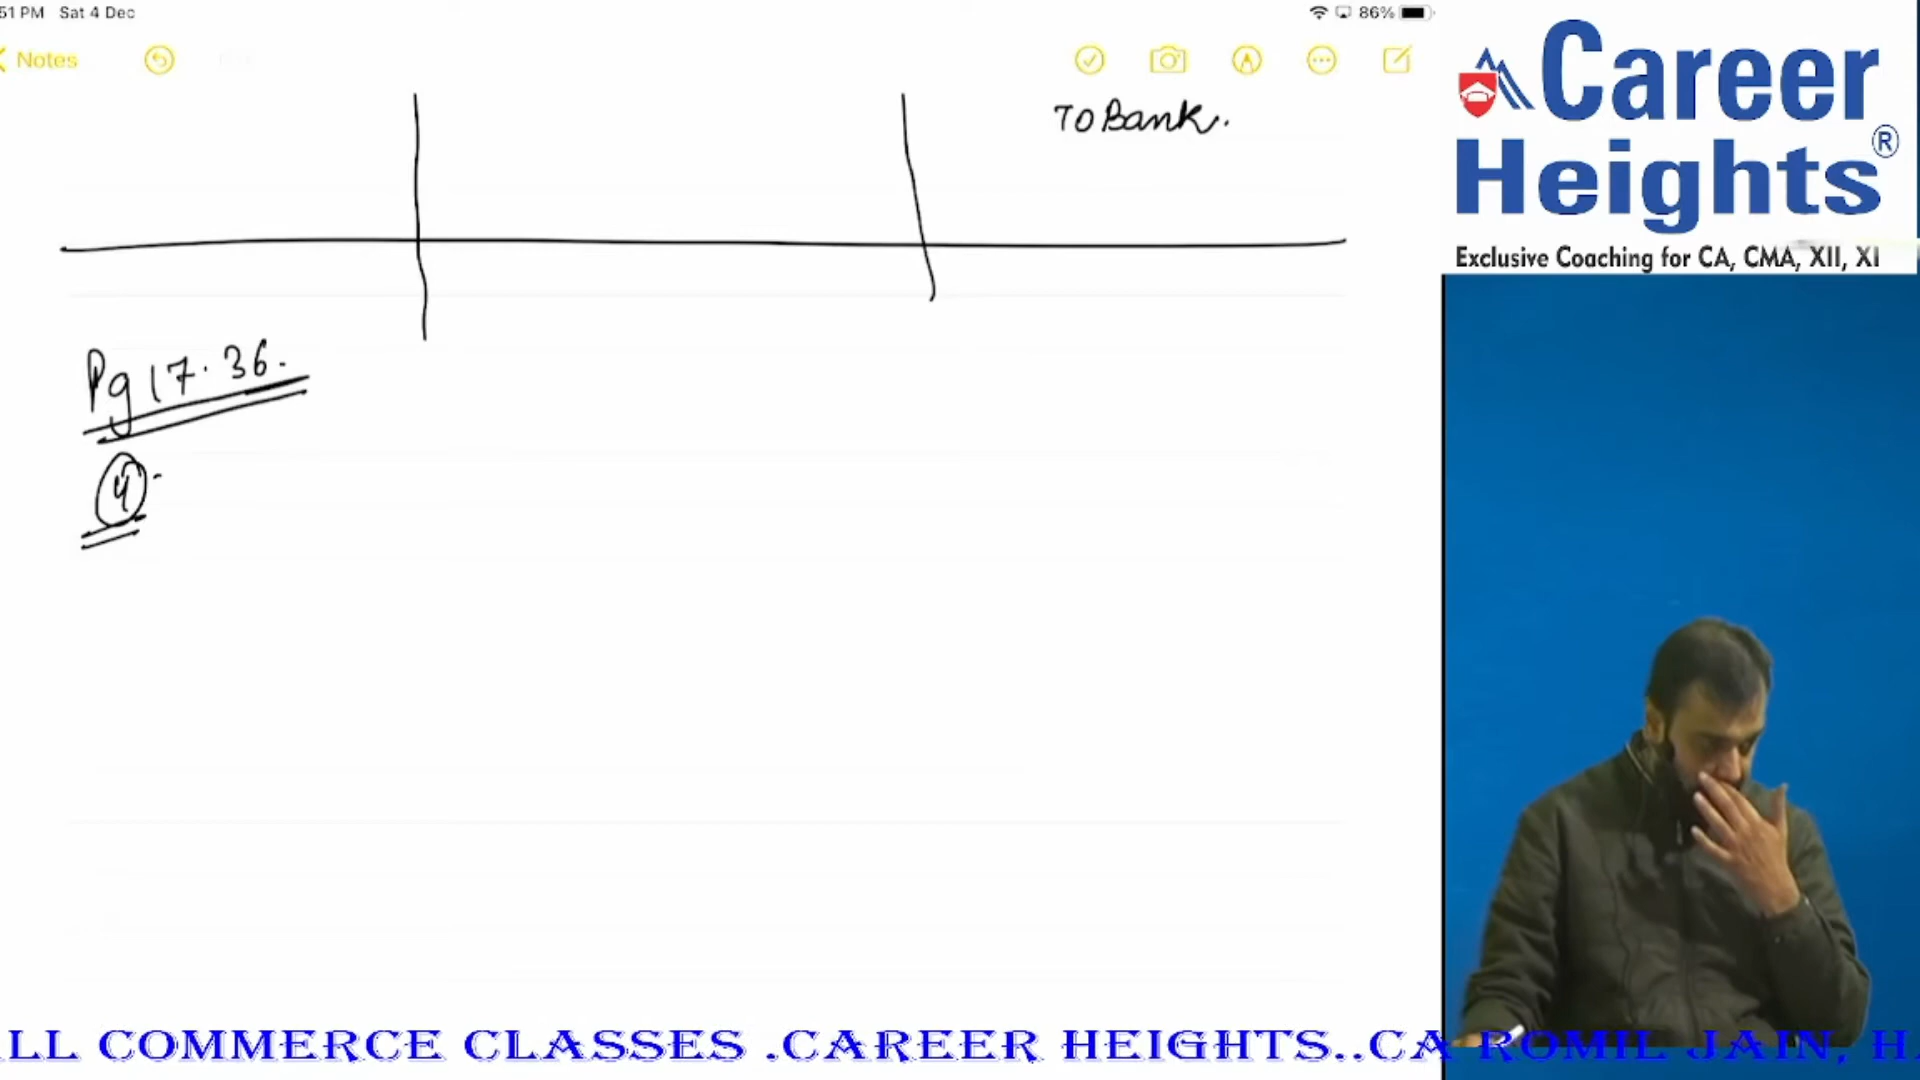 51 PM Sat 4 Dec
86%
Notes
To Bank.
Pg 17.36.
4
Career
Heights®
Exclusive Coaching for CA, CMA, XII, XI
LL COMMERCE CLASSES .CAREER HEIGHTS..CA ROMIL JAIN, H